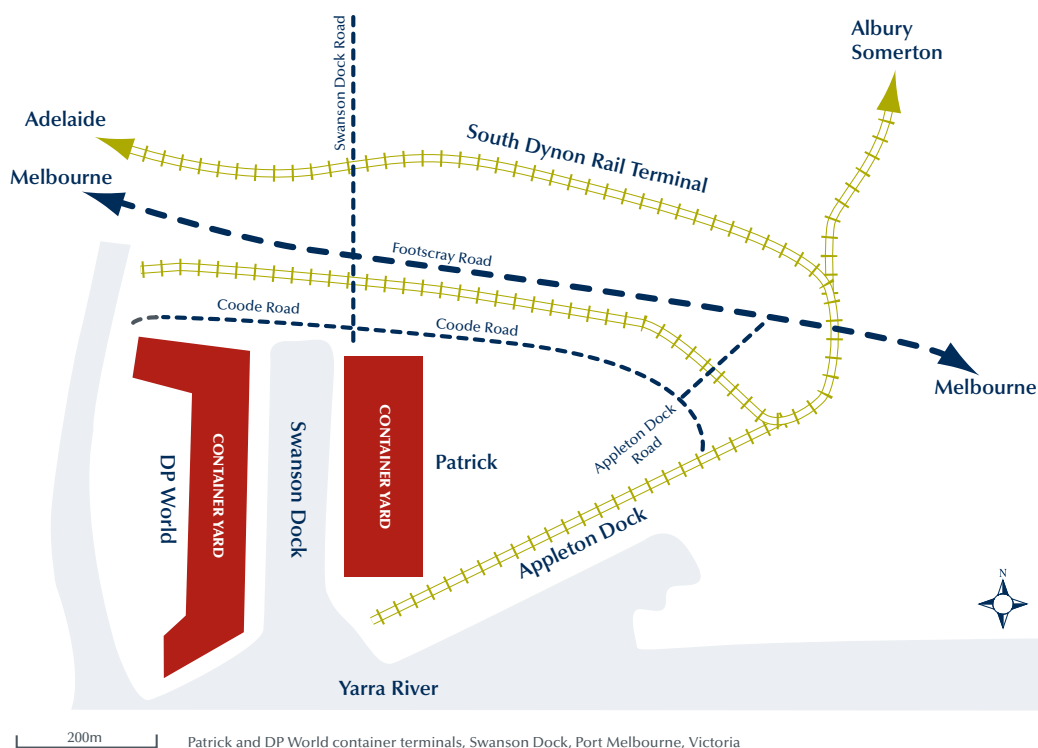 Albury
Somerton
Swanson Dock Road
Adelaide
South Dynon Rail Terminal
Melbourne
Footscray Road
Coode Road
Coode Road
Melbourne
Appleton Dock
Road
CONTAINER YARD
DP World
Swanson Dock
CONTAINER YARD
Patrick
Appleton Dock
N
Yarra River
200m
Patrick and DP World container terminals, Swanson Dock, Port Melbourne, Victoria